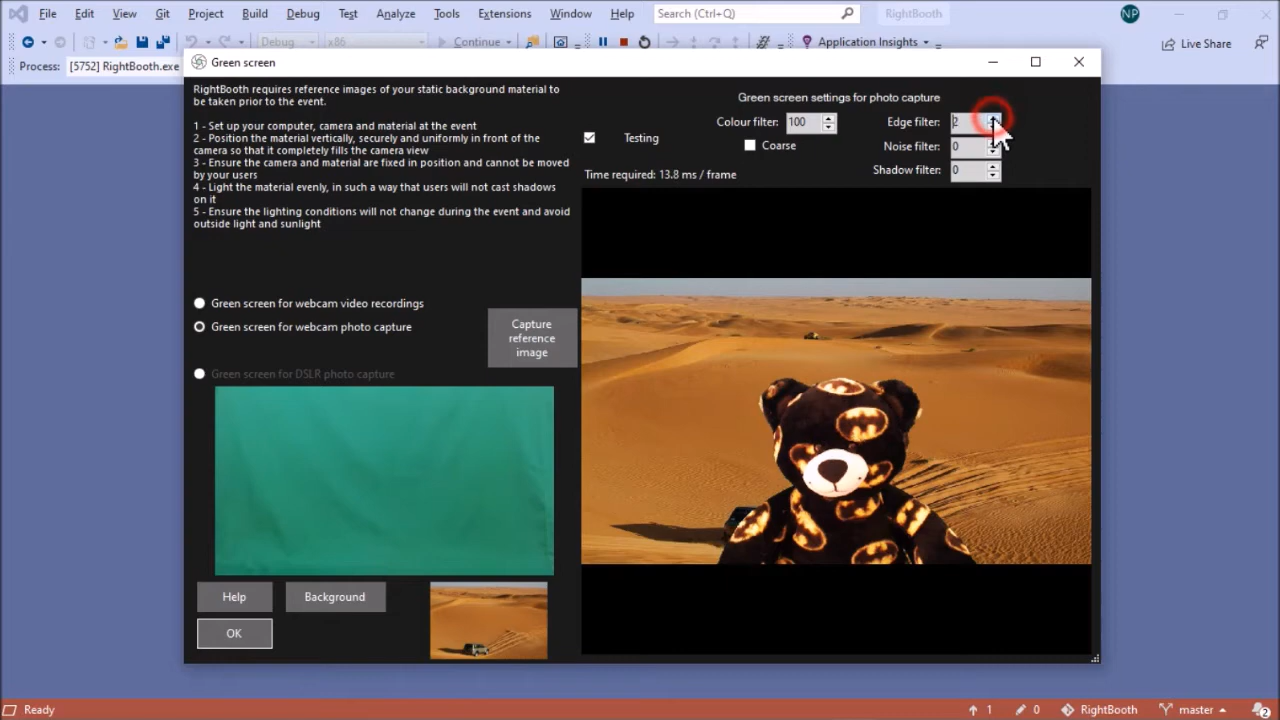 File Edit View Git Project Build Debug Test Analyze Tools Extensions Window Help Search (Ctrl+Q) RightBooth NP
Debug x86 Continue Application Insights Live Share
Process: [5752] RightBooth.exe
Green screen
RightBooth requires reference images of your static background material to
be taken prior to the event.
1 - Set up your computer, camera and material at the event
2 - Position the material vertically, securely and uniformly in front of the
camera so that it completely fills the camera view
3 - Ensure the camera and material are fixed in position and cannot be moved
by your users
4 - Light the material evenly, in such a way that users will not cast shadows
on it
5 - Ensure the lighting conditions will not change during the event and avoid
outside light and sunlight
Green screen settings for photo capture
Colour filter: 100 Edge filter: 2
Testing Coarse Noise filter: 0
Time required: 13.8 ms / frame Shadow filter: 0
Green screen for webcam video recordings
Green screen for webcam photo capture
Capture
reference
image
Green screen for DSLR photo capture
Help Background
OK
Ready 1 0 RightBooth master 2